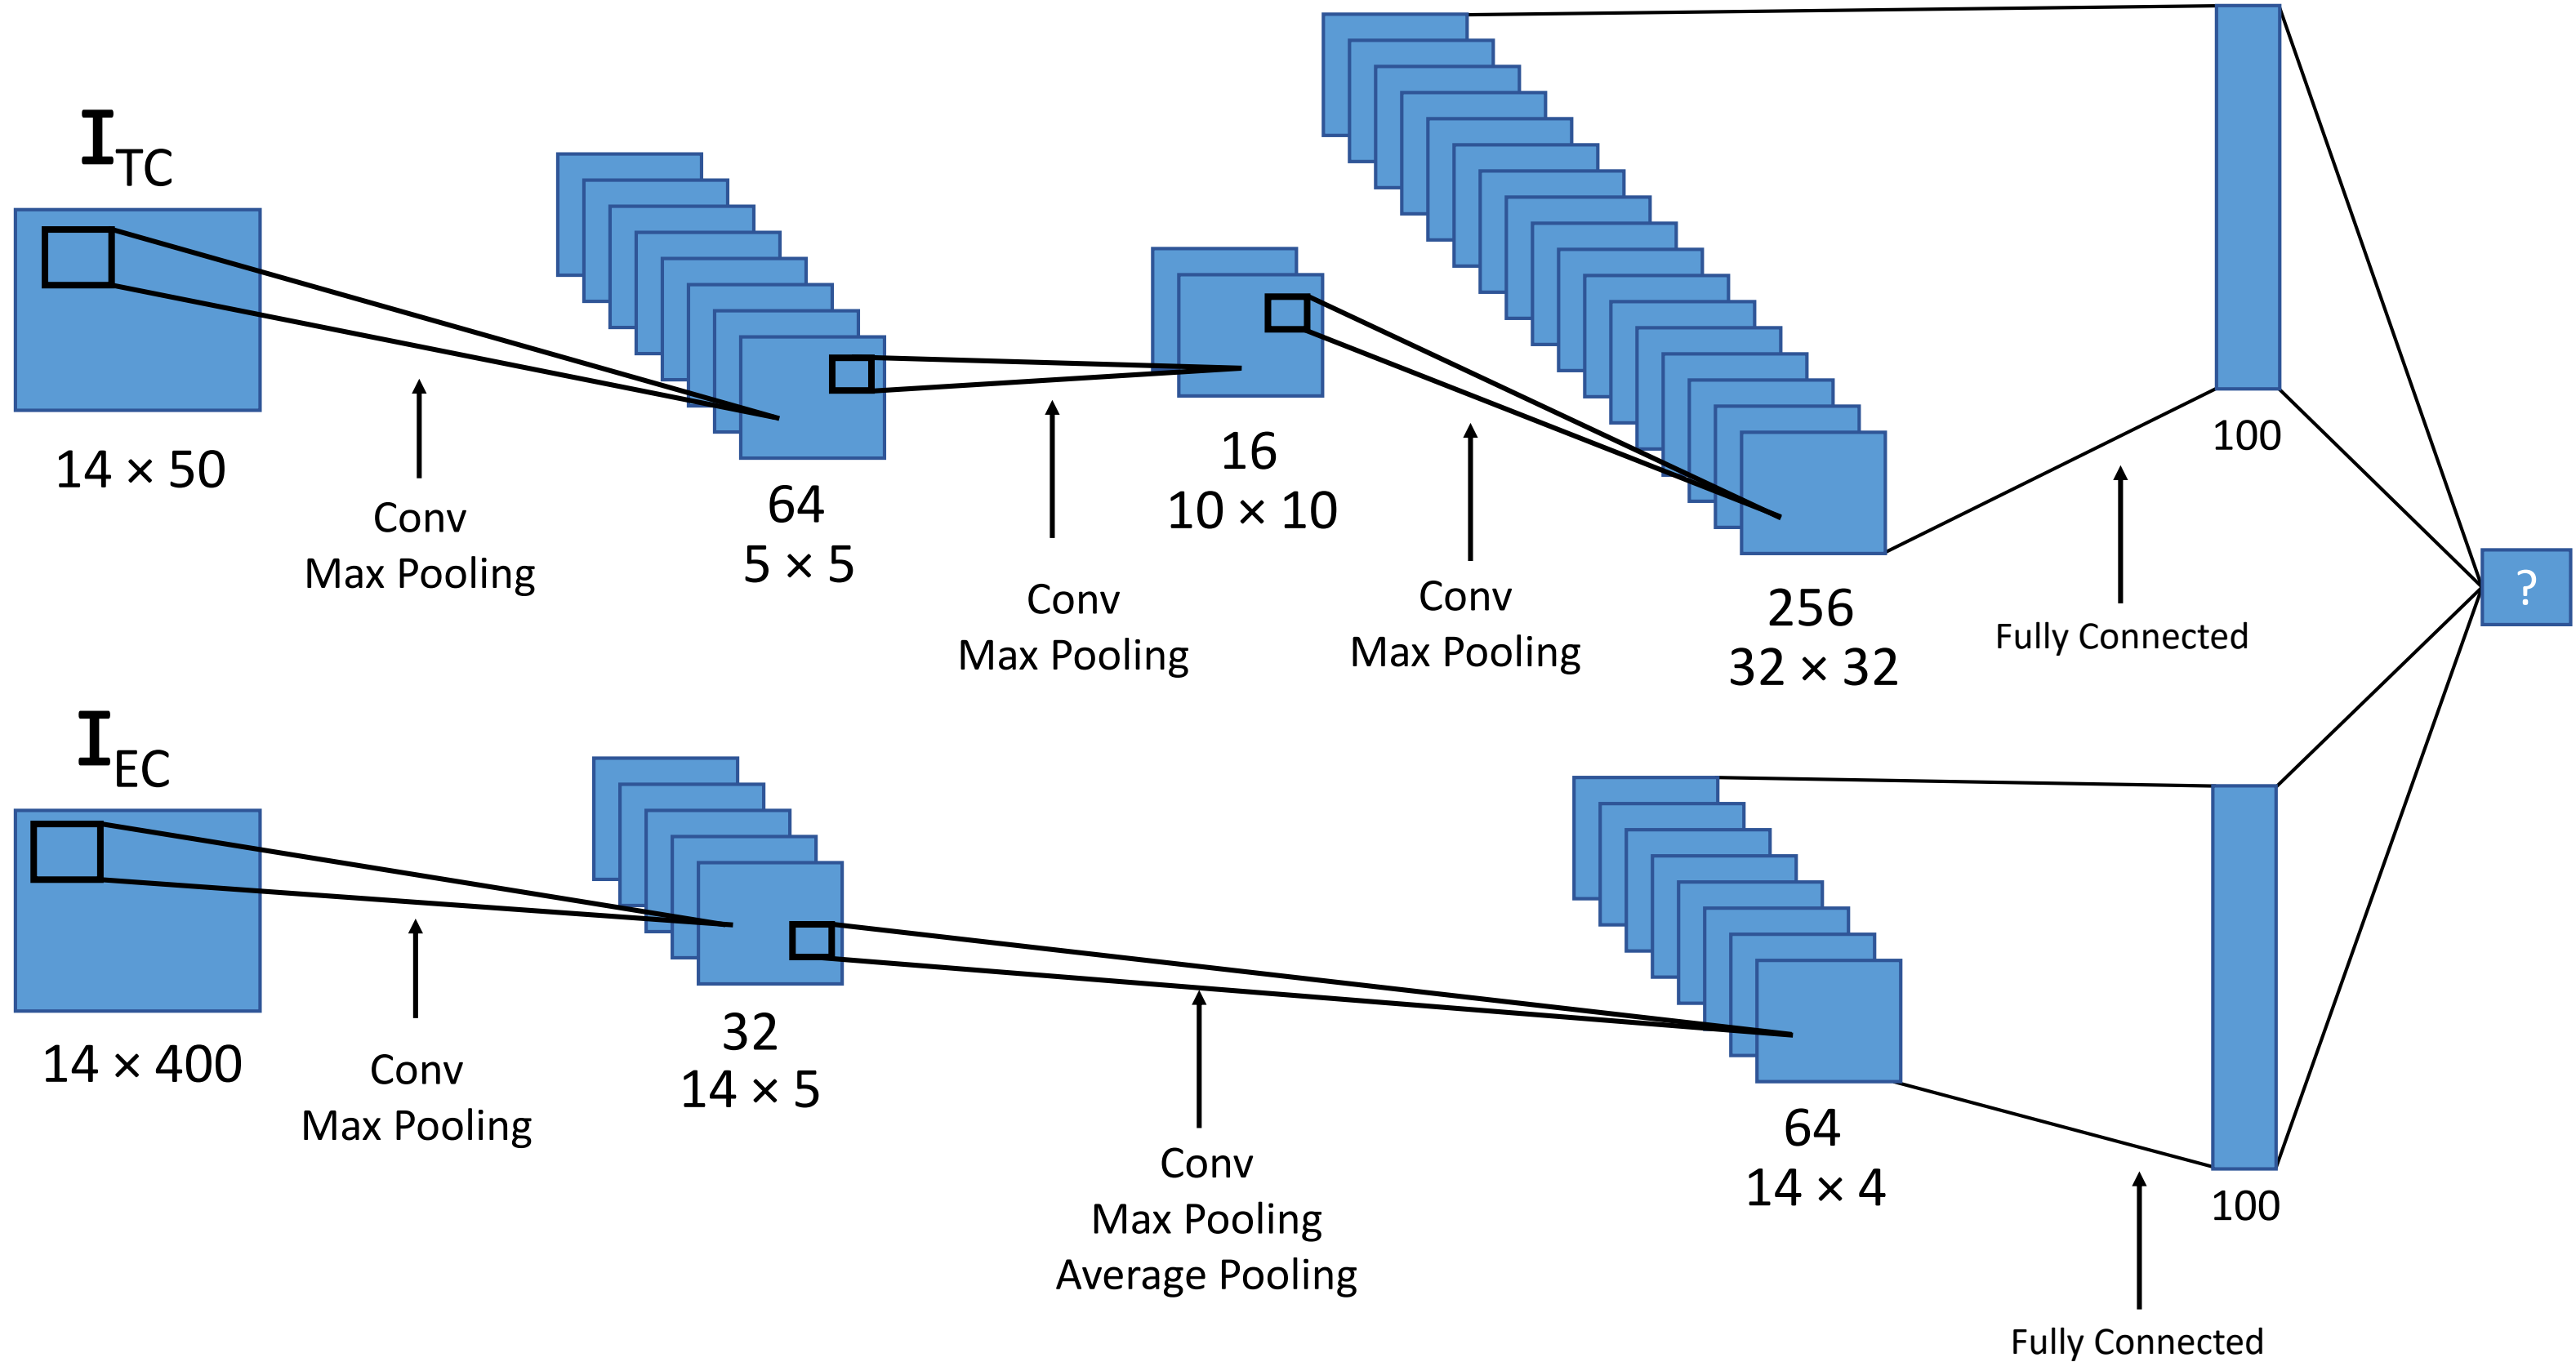 I TC
14 × 50
Conv
Max Pooling
64
5 × 5
Conv
Max Pooling
16
10 × 10
Conv
Max Pooling
256
32 × 32
Fully Connected
100
?
I EC
14 × 400
Conv
Max Pooling
32
14 × 5
Conv
Max Pooling
Average Pooling
64
14 × 4
Fully Connected
100